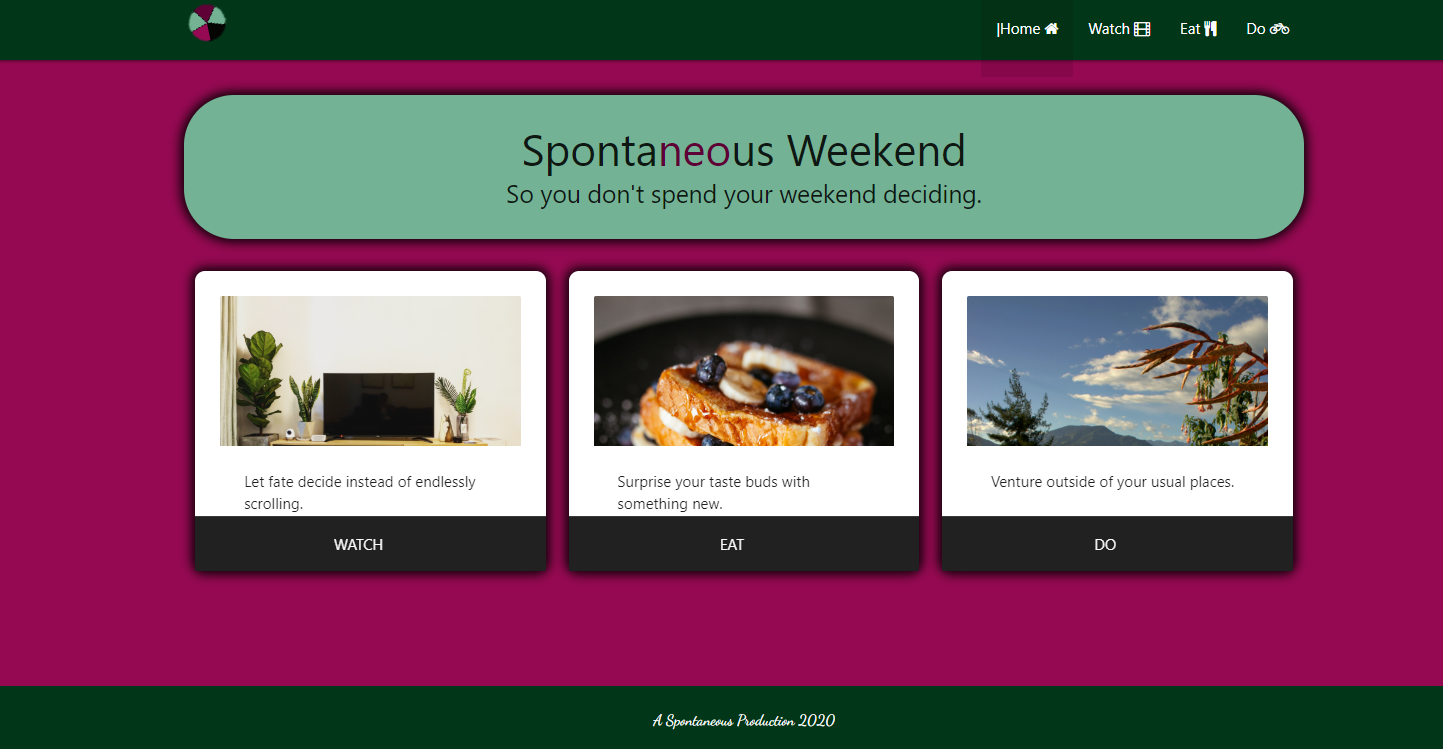 |Home
Watch
Eat
Do
Spontaneous Weekend
So you don't spend your weekend deciding.
Let fate decide instead of endlessly
scrolling.
WATCH
Surprise your taste buds with
something new.
EAT
Venture outside of your usual places.
DO
A Spontaneous Production 2020